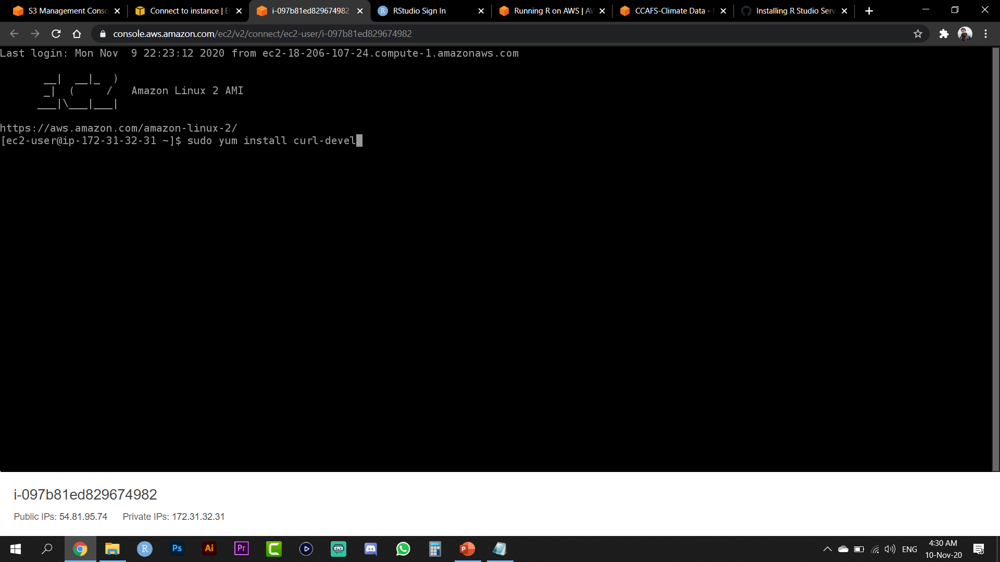 S3 Management Conso
Connect to instance | E
i-097b81ed829674982
RStudio Sign In
Running R on AWS | A
CCAFS-Climate Data -
Installing R Studio Serv
console.aws.amazon.com/ec2/v2/connect/ec2-user/i-097b81ed829674982
Last login: Mon Nov  9 22:23:12 2020 from ec2-18-206-107-24.compute-1.amazonaws.com
       __|  __|_  )
       _|  (     /   Amazon Linux 2 AMI
      ___|\___|___|
https://aws.amazon.com/amazon-linux-2/
[ec2-user@ip-172-31-32-31 ~]$ sudo yum install curl-devel
i-097b81ed829674982
Public IPs: 54.81.95.74 Private IPs: 172.31.32.31
R
Ps
Ai
Pr
C
P
ENG
4:30 AM
10-Nov-20